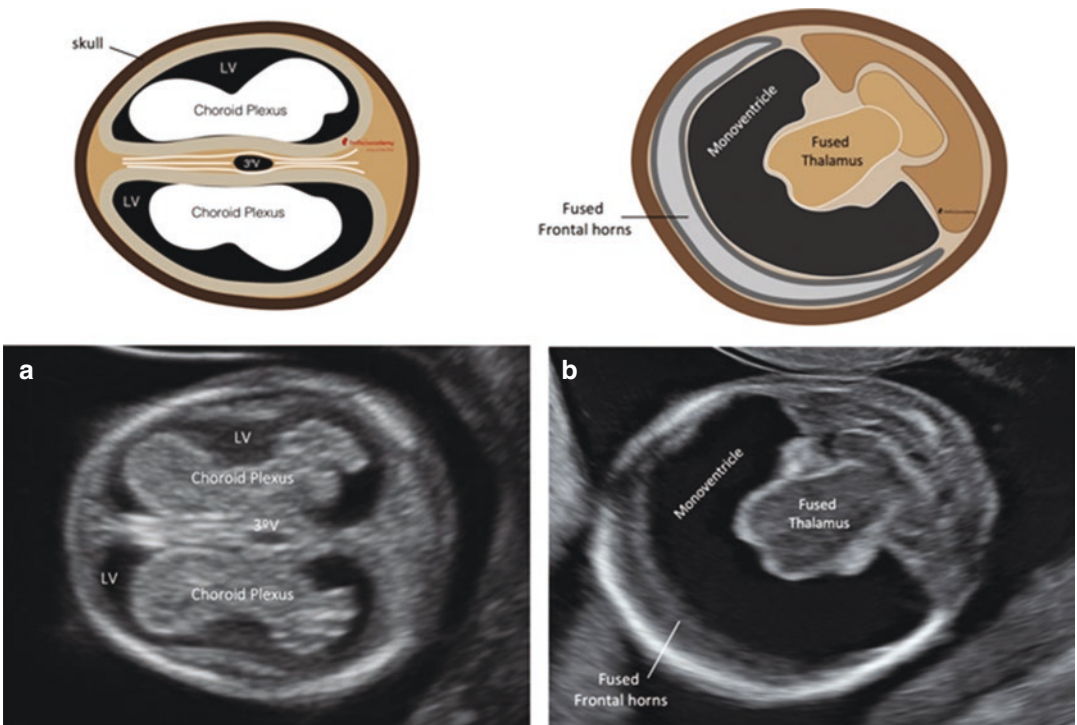 skull
LV
Choroid Plexus
3ºV
LV
Choroid Plexus
Monoventricle
Fused
Thalamus
Fused
Frontal horns
a
LV
Choroid Plexus
3ºV
LV
Choroid Plexus
b
Monoventricle
Fused
Thalamus
Fused
Frontal horns